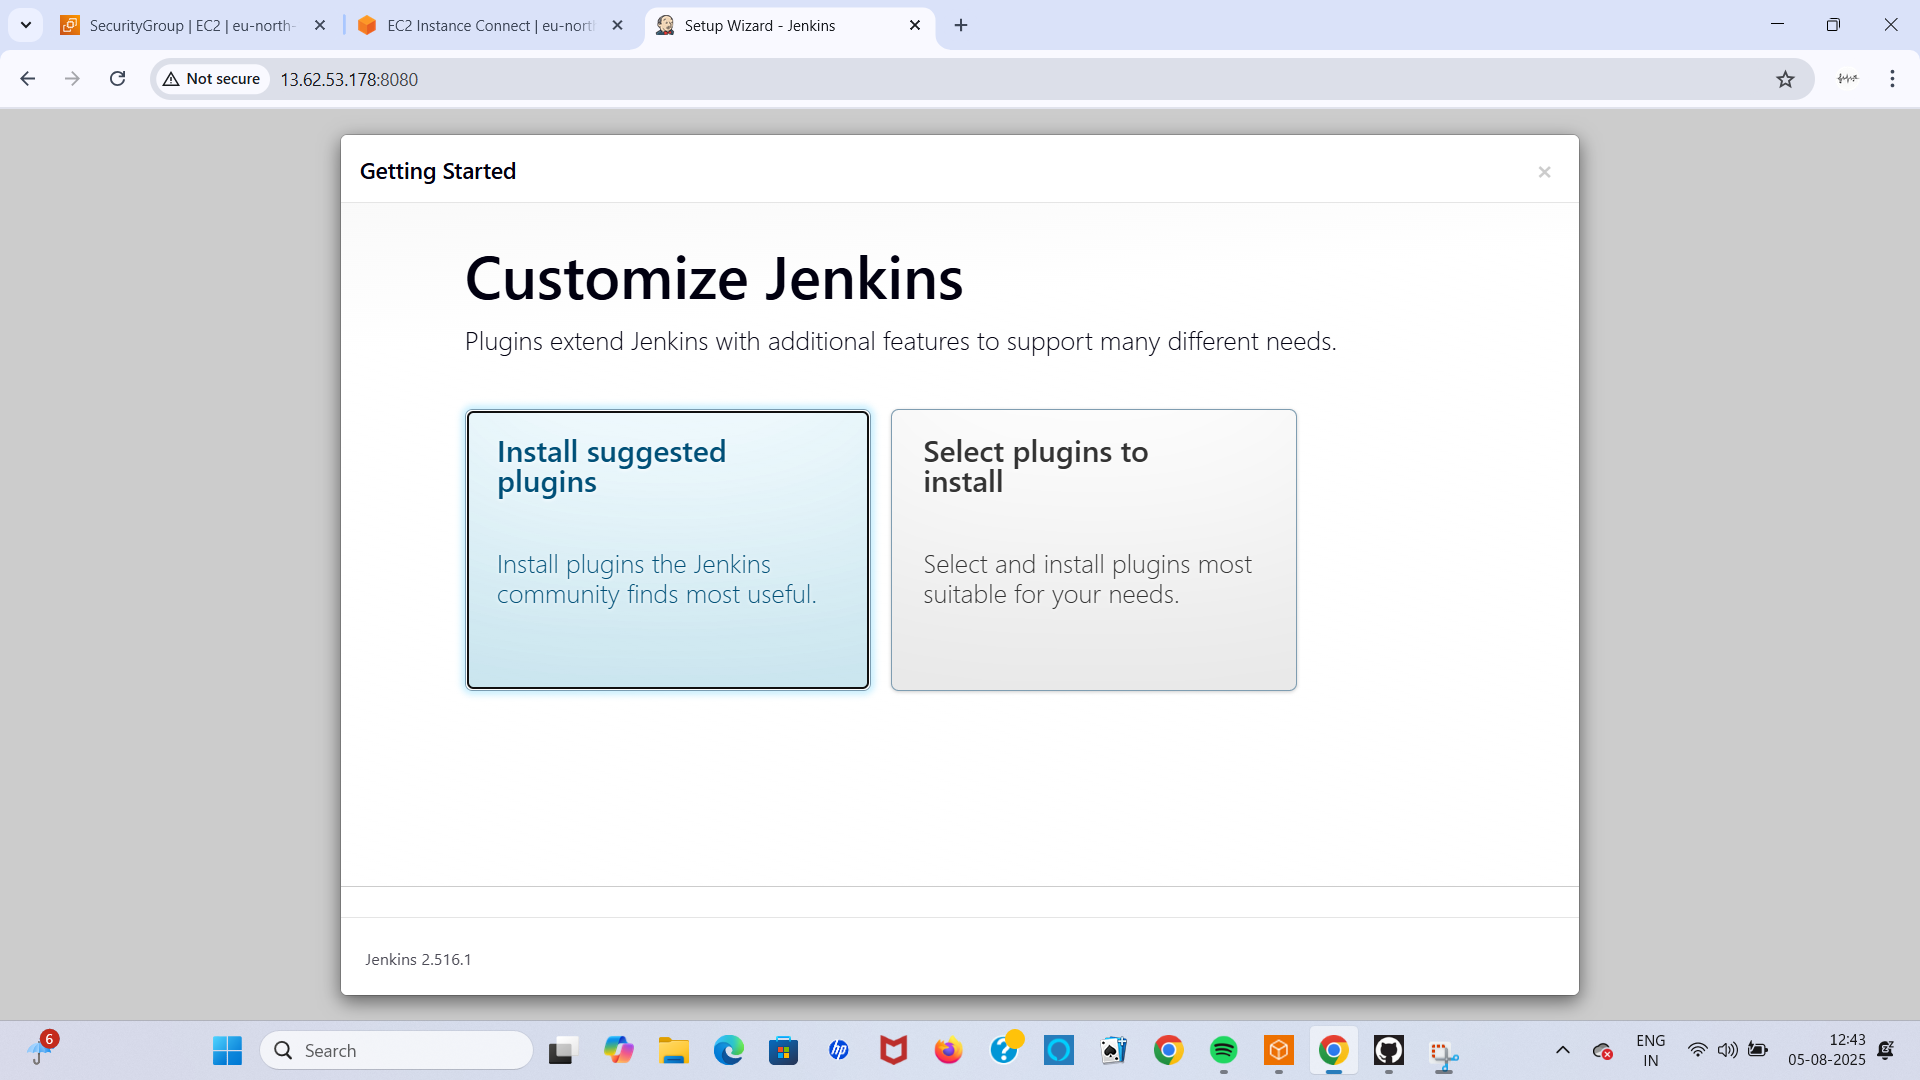 SecurityGroup | EC2 | eu-north-
EC2 Instance Connect | eu-nort
Setup Wizard - Jenkins
Not secure
13.62.53.178:8080
Getting Started
Customize Jenkins
Plugins extend Jenkins with additional features to support many different needs.
Install suggested
plugins
Install plugins the Jenkins
community finds most useful.
Select plugins to
install
Select and install plugins most
suitable for your needs.
Jenkins 2.516.1
6
Search
hp
ENG
IN
12:43
05-08-2025